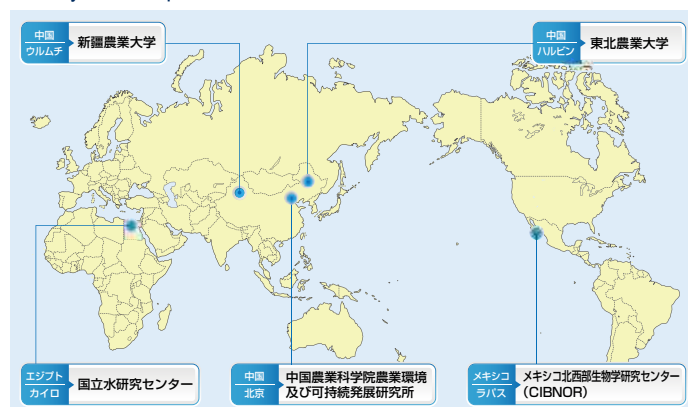 中国
ウルムチ
新疆農業大学
中国
ハルビン
東北農業大学
エジプト
カイロ
国立水研究センター
中国
北京
中国農業科学院農業環境
及び可持続発展研究所
メキシコ
ラパス
メキシコ北西部生物学研究センター
(CIBNOR)